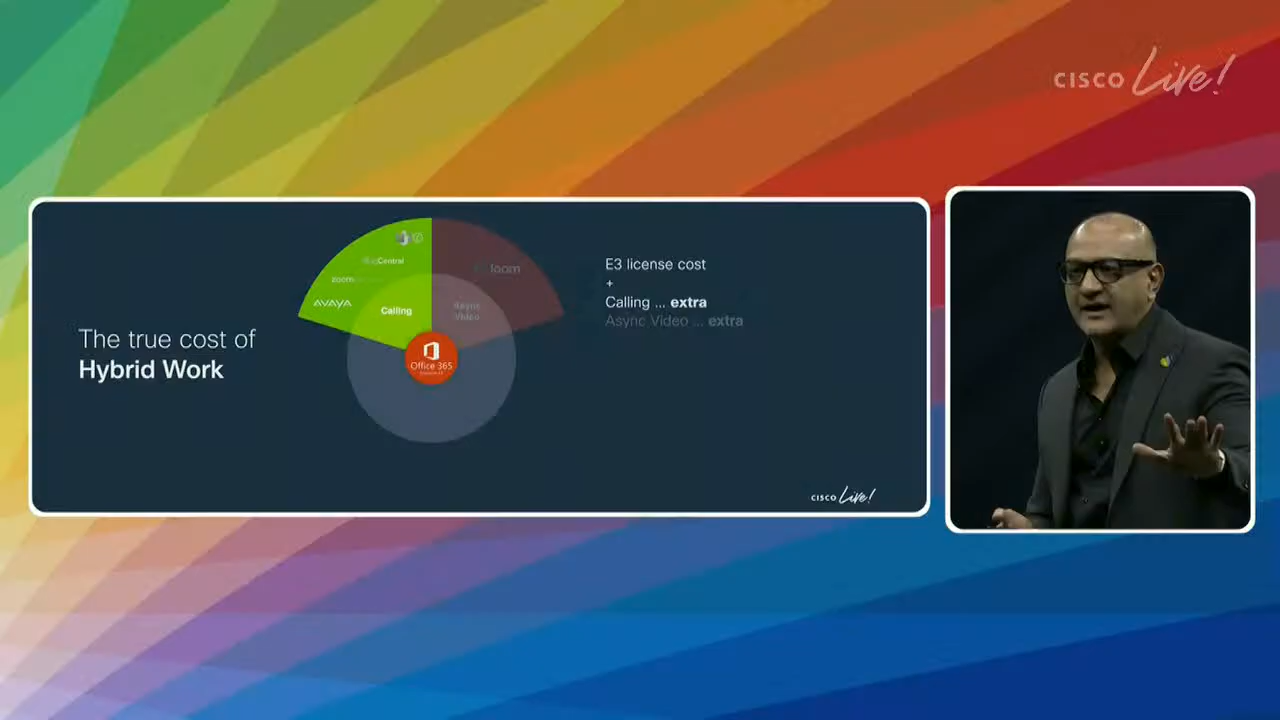 CISCO Live!
The true cost of
Hybrid Work
Central
zoom
AVAYA
Calling
loom
Async
Video
Office 365
E3 license cost
+
Calling ... extra
Async Video ... extra
CISCO Live!